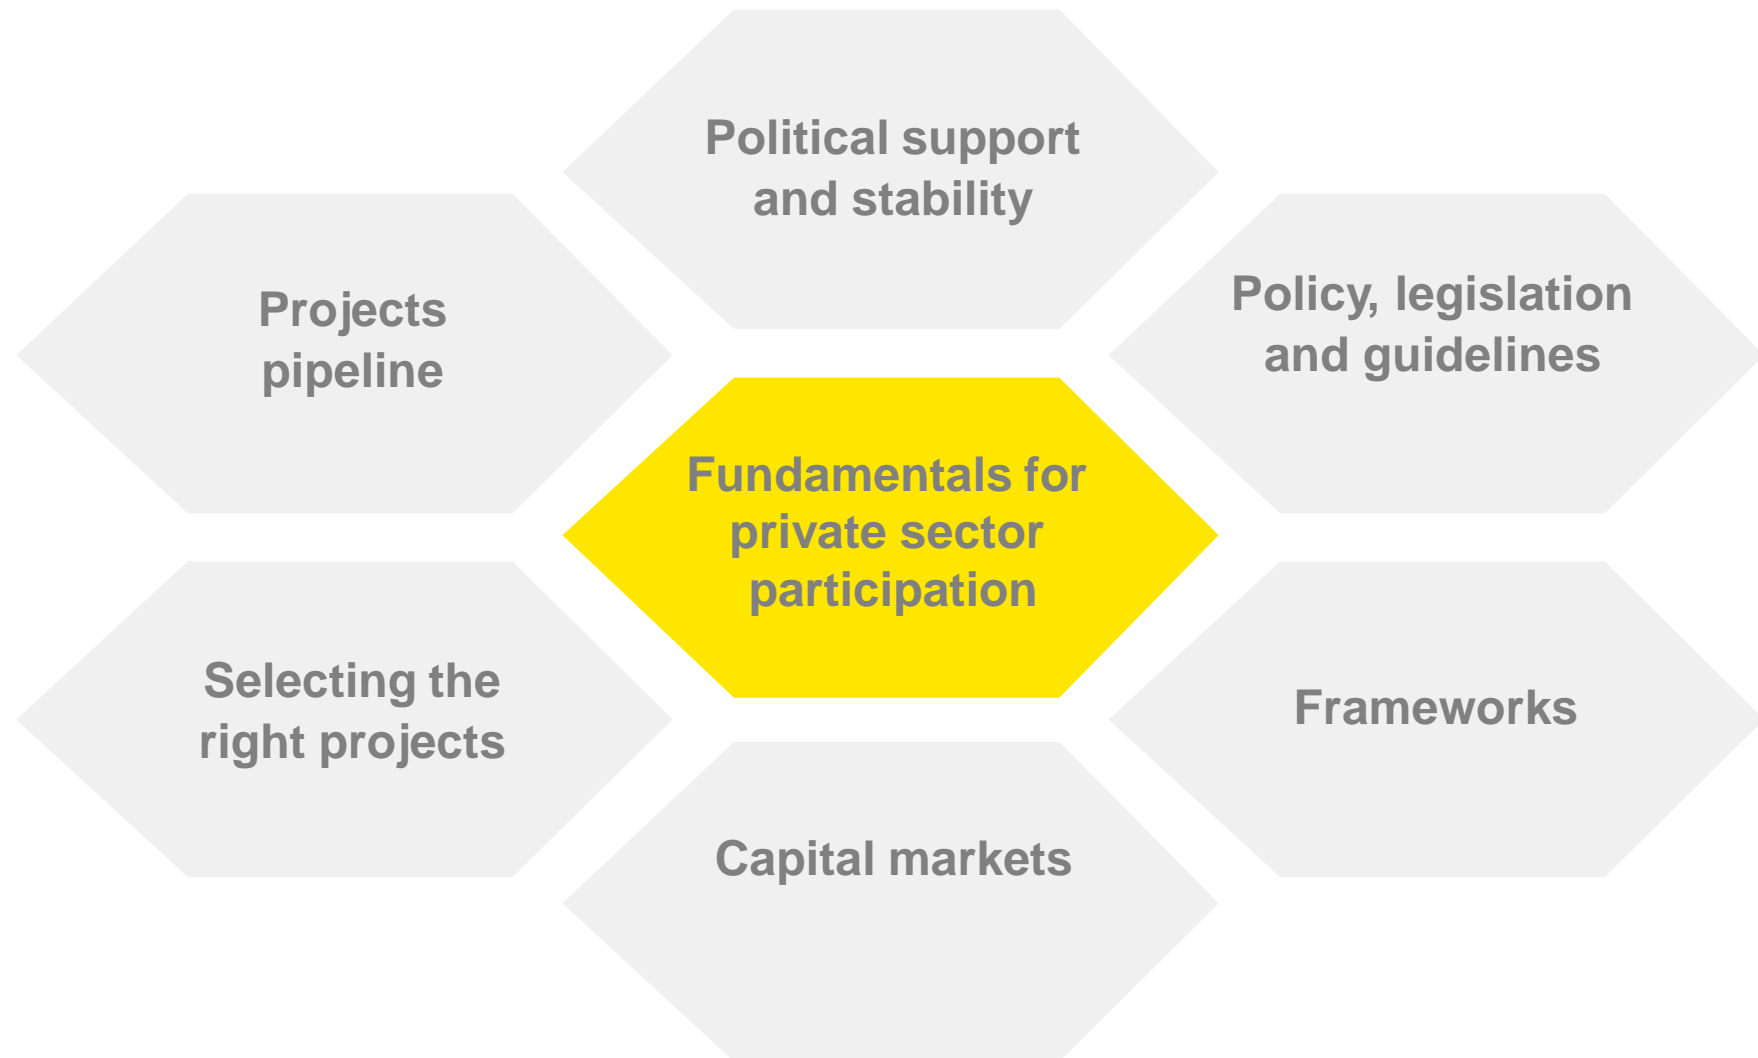 Political support
and stability
Policy, legislation
and guidelines
Projects
pipeline
Fundamentals for
private sector
participation
Selecting the
right projects
Frameworks
Capital markets